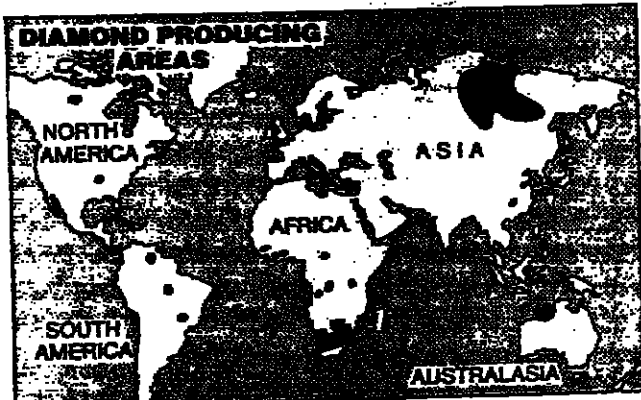 DIAMOND PRODUCING
AREAS
NORTH
AMERICA
ASIA
AFRICA
SOUTH
AMERICA
AUSTRALASIA